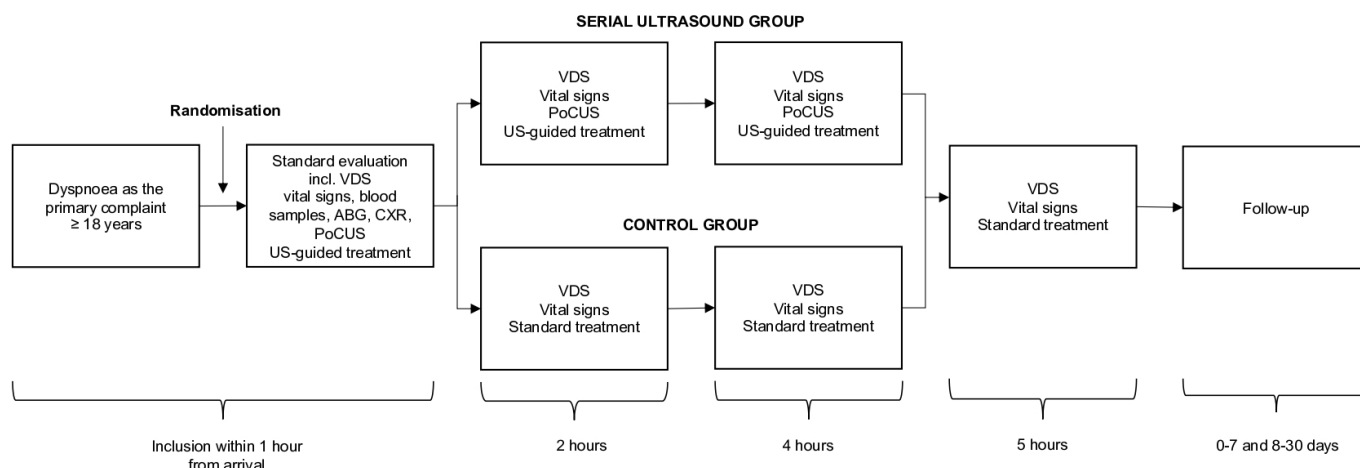 SERIAL ULTRASOUND GROUP
Randomisation
Dyspnoea as the
primary complaint
≥ 18 years
Standard evaluation
incl. VDS
vital signs, blood
samples, ABG, CXR,
PoCUS
US-guided treatment
VDS
Vital signs
PoCUS
US-guided treatment
VDS
Vital signs
PoCUS
US-guided treatment
CONTROL GROUP
VDS
Vital signs
Standard treatment
VDS
Vital signs
Standard treatment
VDS
Vital signs
Standard treatment
Follow-up
Inclusion within 1 hour
from arrival
2 hours
4 hours
5 hours
0-7 and 8-30 days